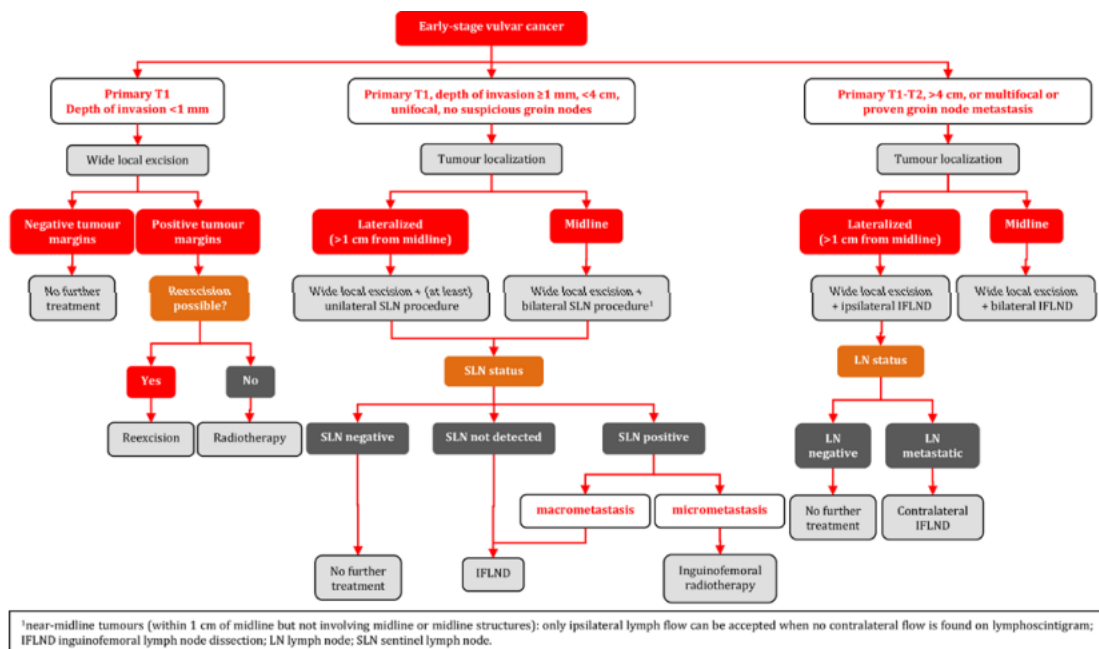 Early-stage vulvar cancer
Primary T1
Depth of invasion <1 mm
Primary T1, depth of invasion ≥1 mm, <4 cm,
unifocal, no suspicious groin nodes
Primary T1-T2, >4 cm, or multifocal or
proven groin node metastasis
Wide local excision
Tumour localization
Tumour localization
Negative tumour
margins
Positive tumour
margins
Lateralized
(>1 cm from midline)
Midline
Lateralized
(>1 cm from midline)
Midline
No further
treatment
Reexcision
possible?
Wide local excision + (at least)
unilateral SLN procedure
Wide local excision +
bilateral SLN procedure¹
Wide local excision
+ ipsilateral IFLND
Wide local excision
+ bilateral IFLND
SLN status
LN status
Yes
No
Reexcision
Radiotherapy
SLN negative
SLN not detected
SLN positive
LN
negative
LN
metastatic
macrometastasis
micrometastasis
No further
treatment
Contralateral
IFLND
No further
treatment
IFLND
Inguinofemoral
radiotherapy
¹near-midline tumours (within 1 cm of midline but not involving midline or midline structures): only ipsilateral lymph flow can be accepted when no contralateral flow is found on lymphoscintigram;
IFLND inguinofemoral lymph node dissection; LN lymph node; SLN sentinel lymph node.